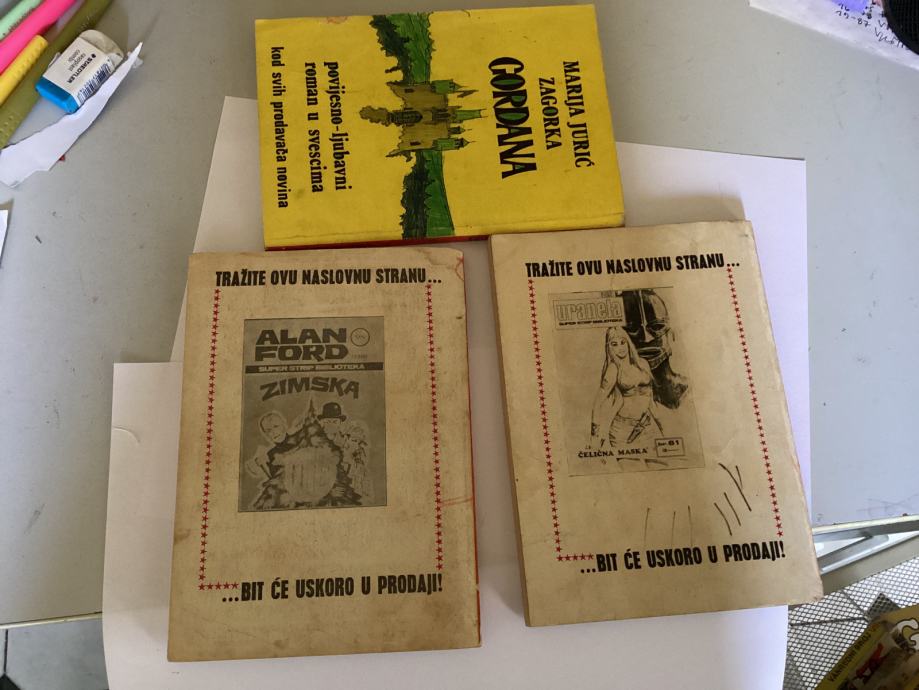 MARIJA JURIĆ
ZAGORKA
GORDANA
povijesno-ljubavni
roman u svescima
kod svih prodavača novina
TRAŽITE OVU NASLOVNU STRANU...
ALAN
FORD
SUPER STRIP BIBLIOTEKA
ZIMSKA
...BIT ĆE USKORO U PRODAJI!
TRAŽITE OVU NASLOVNU STRANU...
uranela
SUPER STRIP BIBLIOTEKA
ČELIČNA MASKA
61
...BIT ĆE USKORO U PRODAJI!
STAEDTLER